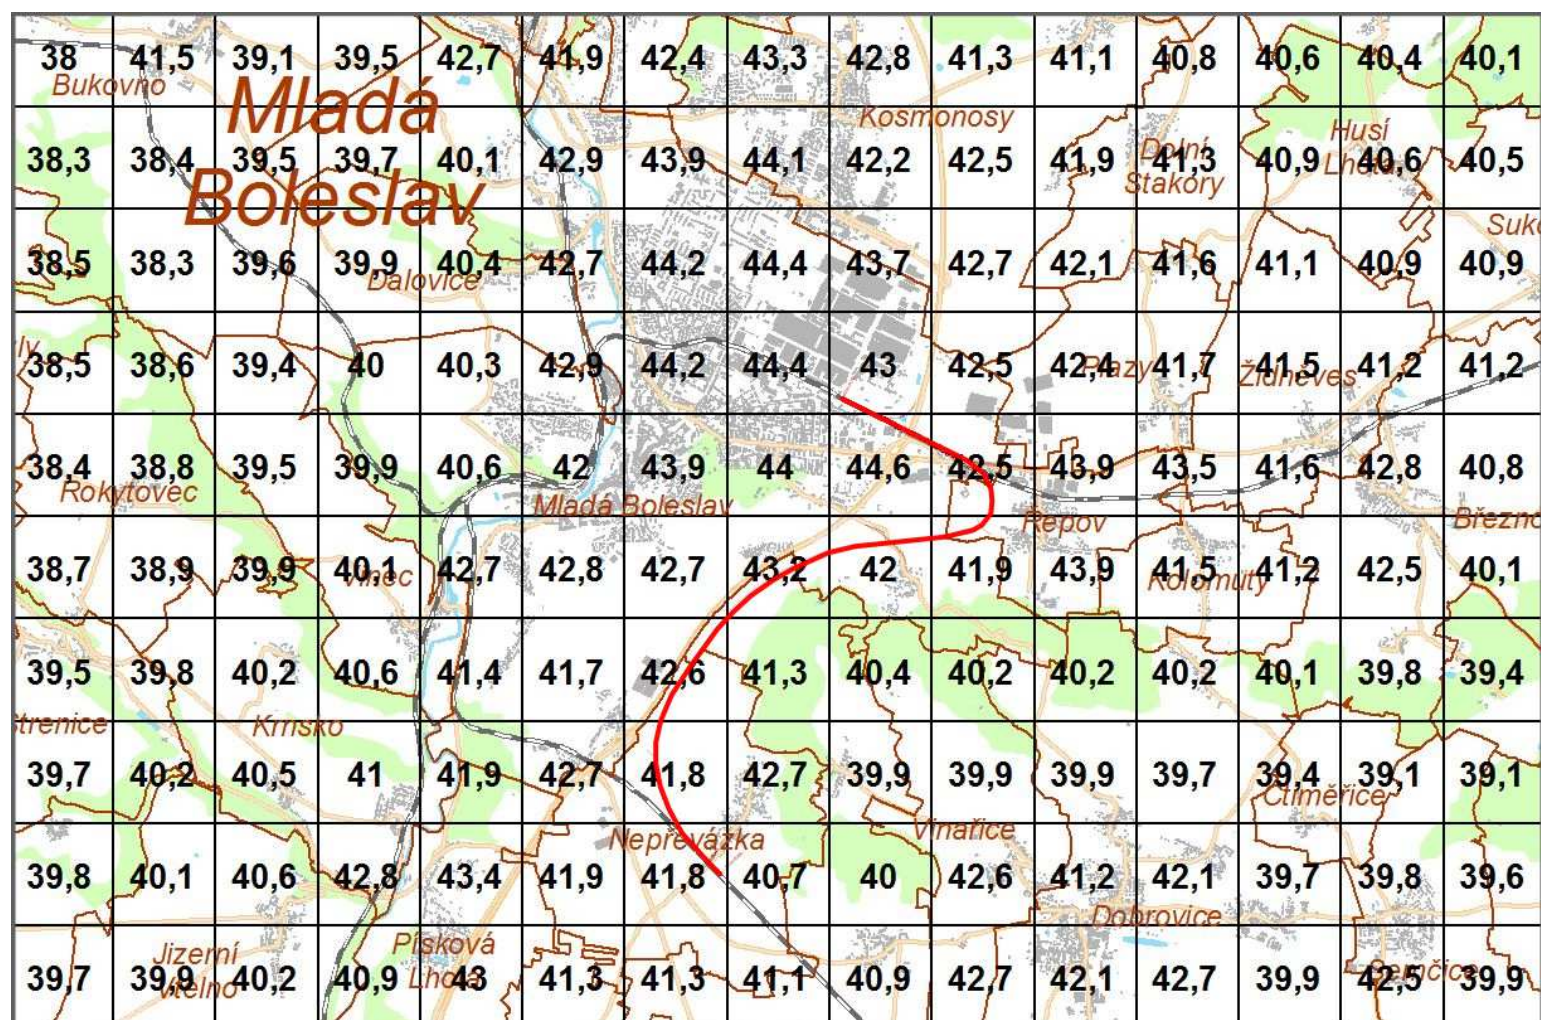 38 41,5 39,1 39,5 42,7 41,9 42,4 43,3 42,8 41,3 41,1 40,8 40,6 40,4 40,1
Bukovno
Mladá
Boleslav
Kosmonosy
Husí
Lhota
Dolní
Stakory
38,3 38,4 39,5 39,7 40,1 42,9 43,9 44,1 42,2 42,5 41,9 41,3 40,9 40,6 40,5
Suko
38,5 38,3 39,6 39,9 40,4 42,7 44,2 44,4 43,7 42,7 42,1 41,6 41,1 40,9 40,9
Dalovice
ly
38,5 38,6 39,4 40 40,3 42,9 44,2 44,4 43 42,5 42,4 41,7 41,5 41,2 41,2
Plazy
Židněves
38,4 38,8 39,5 39,9 40,6 42 43,9 44 44,6 42,5 43,9 43,5 41,6 42,8 40,8
Rokytovec
Mladá Boleslav
Řepov
Březno
38,7 38,9 39,9 40,1 42,7 42,8 42,7 43,2 42 41,9 43,9 41,5 41,2 42,5 40,1
Vinec
Kolomuty
39,5 39,8 40,2 40,6 41,4 41,7 42,6 41,3 40,4 40,2 40,2 40,2 40,1 39,8 39,4
Strenice
Krnsko
39,7 40,2 40,5 41 41,9 42,7 41,8 42,7 39,9 39,9 39,9 39,7 39,4 39,1 39,1
Ctiměřice
Nepřevázka
Vinařice
39,8 40,1 40,6 42,8 43,4 41,9 41,8 40,7 40 42,6 41,2 42,1 39,7 39,8 39,6
Dobrovice
Jizerní
Vtelno
Písková
Lhota
39,7 39,9 40,2 40,9 43 41,3 41,3 41,1 40,9 42,7 42,1 42,7 39,9 42,5 39,9
Semčice